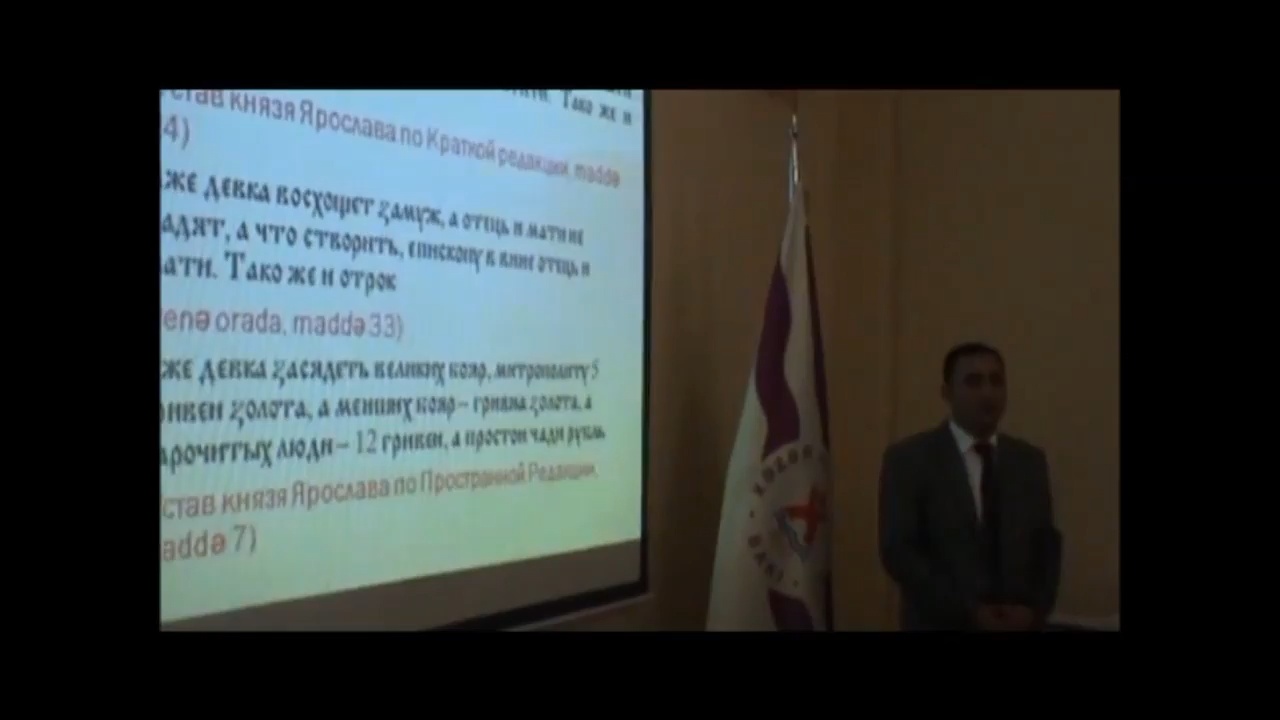 Тако же и
став князя Ярослава по Краткой редакции, maddə
4)
же девка восхощет замуж, а отець и мати не
адят, а что створить, епископу в вине отець и
ати. Тако же и отрок
enə orada, maddə 33)
же девка засядеть великих бояр, митрополиту 5
ривен золота, а менших бояр – гривна золота, а
арочитых люди – 12 гривен, а простои чади рубль
став князя Ярослава по Пространной Редакции,
addə 7)
XƏZƏR
BAKI